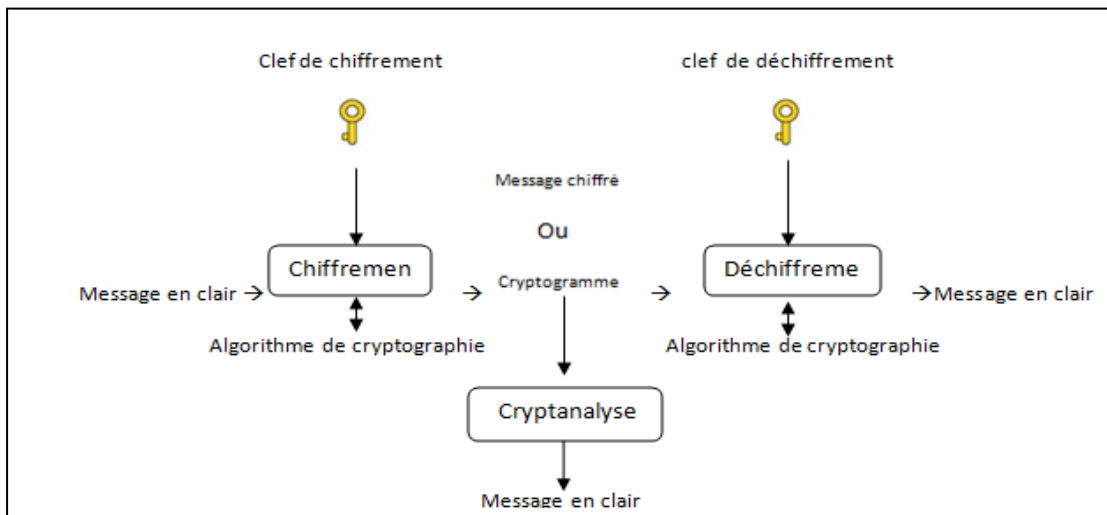 Clef de chiffrement
clef de déchiffrement
Message chiffré
Ou
Chiffremen
Déchiffreme
Message en clair →
→
Cryptogramme
→
→Message en clair
Algorithme de cryptographie
Algorithme de cryptographie
Cryptanalyse
Message en clair